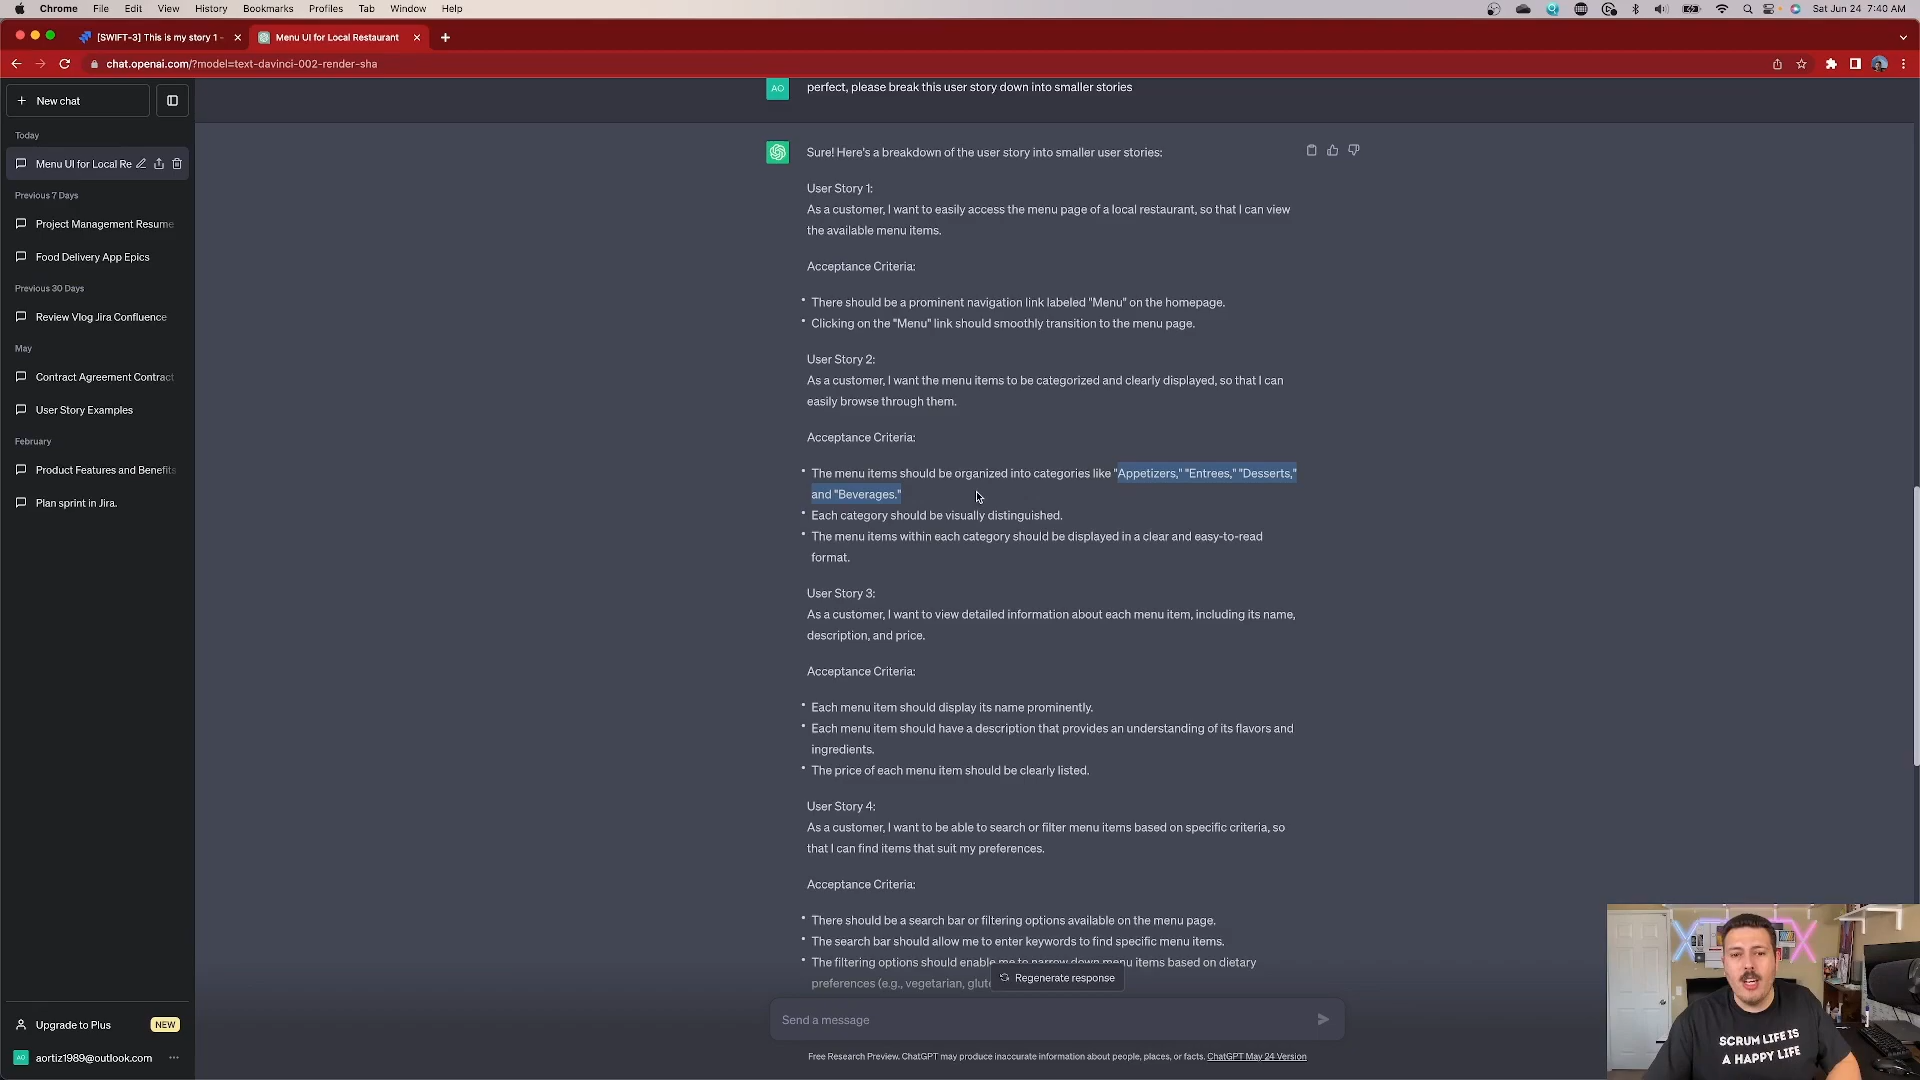 Chrome File Edit View History Bookmarks Profiles Tab Window Help Sat Jun 24 7:40 AM
[SWIFT-3] This is my story 1 - Menu UI for Local Restaurant
chat.openai.com/?model=text-davinci-002-render-sha
New chat
Today
Menu UI for Local Re
Previous 7 Days
Project Management Resume
Food Delivery App Epics
Previous 30 Days
Review Vlog Jira Confluence
May
Contract Agreement Contract
User Story Examples
February
Product Features and Benefits
Plan sprint in Jira.
Upgrade to Plus NEW
AO aortiz1989@outlook.com
AO perfect, please break this user story down into smaller stories
Sure! Here's a breakdown of the user story into smaller user stories:
User Story 1:
As a customer, I want to easily access the menu page of a local restaurant, so that I can view
the available menu items.
Acceptance Criteria:
• There should be a prominent navigation link labeled "Menu" on the homepage.
• Clicking on the "Menu" link should smoothly transition to the menu page.
User Story 2:
As a customer, I want the menu items to be categorized and clearly displayed, so that I can
easily browse through them.
Acceptance Criteria:
• The menu items should be organized into categories like "Appetizers," "Entrees," "Desserts,"
and "Beverages."
• Each category should be visually distinguished.
• The menu items within each category should be displayed in a clear and easy-to-read
format.
User Story 3:
As a customer, I want to view detailed information about each menu item, including its name,
description, and price.
Acceptance Criteria:
• Each menu item should display its name prominently.
• Each menu item should have a description that provides an understanding of its flavors and
ingredients.
• The price of each menu item should be clearly listed.
User Story 4:
As a customer, I want to be able to search or filter menu items based on specific criteria, so
that I can find items that suit my preferences.
Acceptance Criteria:
• There should be a search bar or filtering options available on the menu page.
• The search bar should allow me to enter keywords to find specific menu items.
• The filtering options should enable me to narrow down menu items based on dietary
preferences (e.g., vegetarian, glut
Regenerate response
Send a message
Free Research Preview. ChatGPT may produce inaccurate information about people, places, or facts. ChatGPT May 24 Version
SCRUM LIFE IS
A HAPPY LIFE